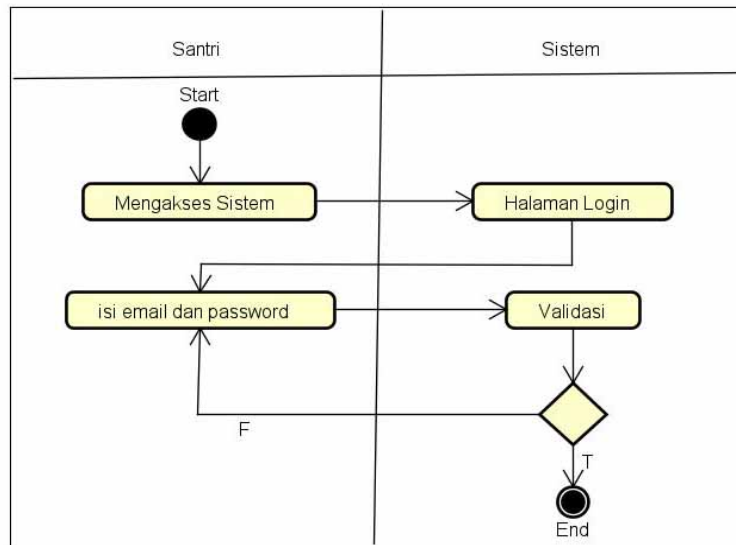 Santri
Sistem
Start
Mengakses Sistem
Halaman Login
isi email dan password
Validasi
F
T
End